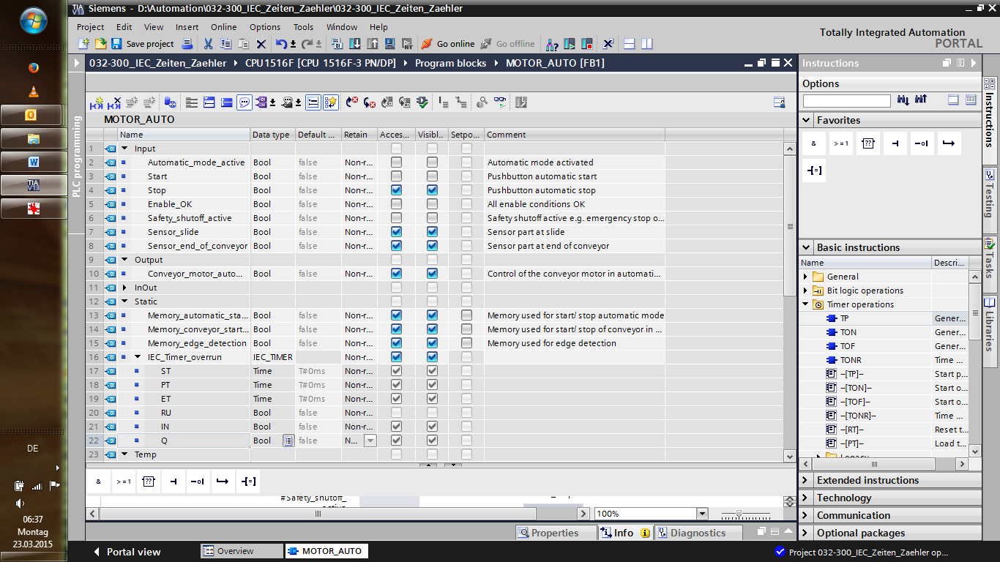 Siemens - D:\Automation\032-300_IEC_Zeiten_Zaehler\032-300_IEC_Zeiten_Zaehler
Project Edit View Insert Online Options Tools Window Help
Totally Integrated Automation
PORTAL
Save project Go online Go offline
032-300_IEC_Zeiten_Zaehler CPU1516F [CPU 1516F-3 PN/DP] Program blocks MOTOR_AUTO [FB1]
PLC programming
MOTOR_AUTO
Name Data type Default ... Retain Acces... Visibl... Setpo... Comment
1 Input
2 Automatic_mode_active Bool false Non-r... Automatic mode activated
3 Start Bool false Non-r... Pushbutton automatic start
4 Stop Bool false Non-r... Pushbutton automatic stop
5 Enable_OK Bool false Non-r... All enable conditions OK
6 Safety_shutoff_active Bool false Non-r... Safety shutoff active e.g. emergency stop o...
7 Sensor_slide Bool false Non-r... Sensor part at slide
8 Sensor_end_of_conveyor Bool false Non-r... Sensor part at end of conveyor
9 Output
10 Conveyor_motor_auto... Bool false Non-r... Control of the conveyor motor in automati...
11 InOut
12 Static
13 Memory_automatic_sta... Bool false Non-r... Memory used for start/ stop automatic mode
14 Memory_conveyor_start... Bool false Non-r... Memory used for start/ stop of conveyor in ...
15 Memory_edge_detection Bool false Non-r... Memory used for edge detection
16 IEC_Timer_overrun IEC_TIMER Non-r...
17 ST Time T#0ms Non-r...
18 PT Time T#0ms Non-r...
19 ET Time T#0ms Non-r...
20 RU Bool false Non-r...
21 IN Bool false Non-r...
22 Q Bool false N...
23 Temp
& >=1 ?? -o| [=]
#Safety_shutoff_
active
100%
Properties Info Diagnostics
Instructions
Options
Favorites
& >=1 ?? -o|
-[=]
Basic instructions
Name Descri...
General
Bit logic operations
Timer operations
TP Gener...
TON Gener...
TOF Gener...
TONR Time ...
-[TP]- Start p...
-[TON]- Start o...
-[TOF]- Start o...
-[TONR]- Time ...
-[RT]- Reset t...
-[PT]- Load t...
Legacy
Extended instructions
Technology
Communication
Optional packages
Instructions
Testing
Tasks
Libraries
TIA
V13
DE
06:37
Montag
23.03.2015
Portal view Overview MOTOR_AUTO Project 032-300_IEC_Zeiten_Zaehler op...